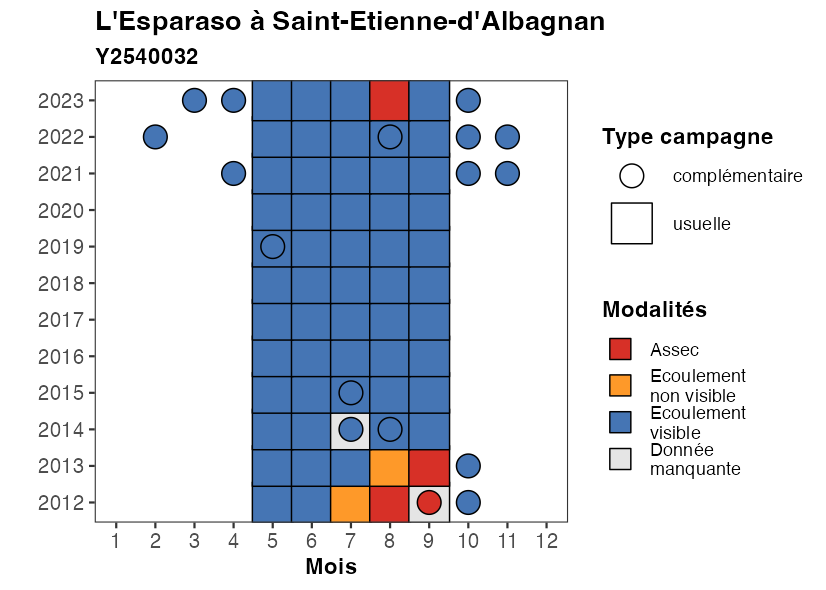 L'Esparaso à Saint-Etienne-d'Albagnan
Y2540032
2023
2022
2021
2020
2019
2018
2017
2016
2015
2014
2013
2012
1 2 3 4 5 6 7 8 9 10 11 12
Mois
Type campagne
complémentaire
usuelle
Modalités
Assec
Ecoulement
non visible
Ecoulement
visible
Donnée
manquante